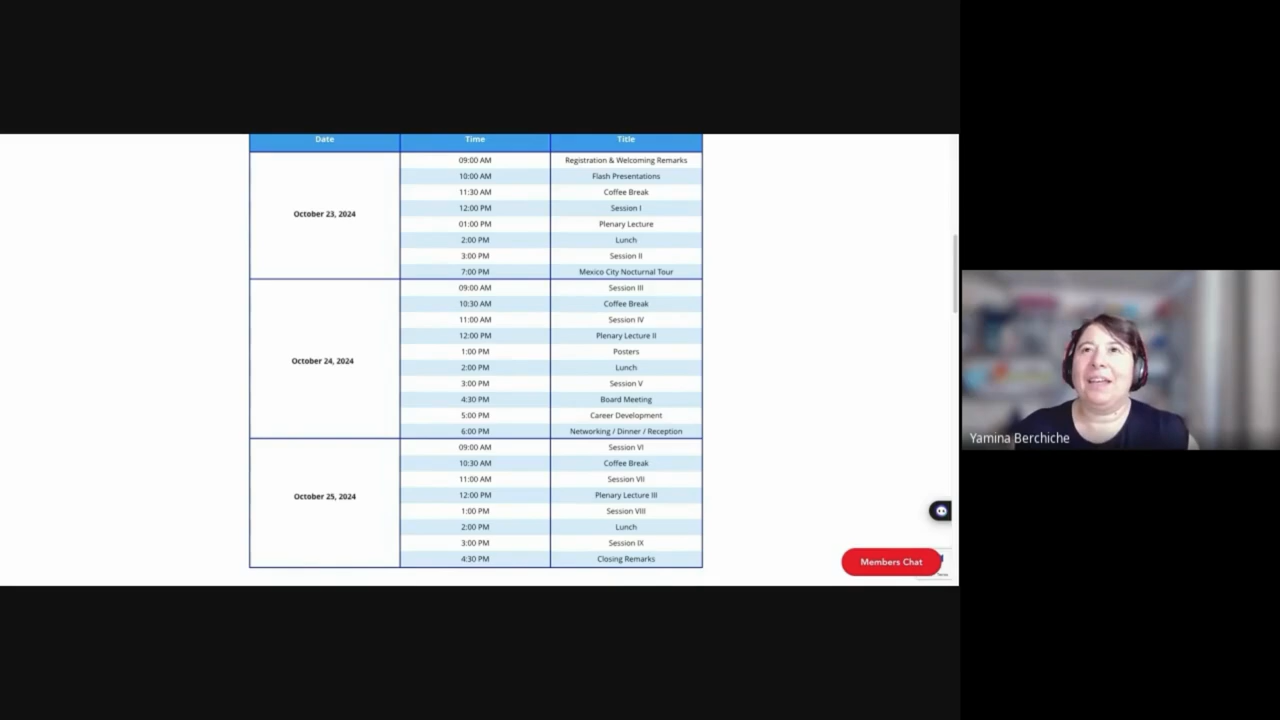 Date Time Title
October 23, 2024
09:00 AM Registration & Welcoming Remarks
10:00 AM Flash Presentations
11:30 AM Coffee Break
12:00 PM Session I
01:00 PM Plenary Lecture
2:00 PM Lunch
3:00 PM Session II
7:00 PM Mexico City Nocturnal Tour
October 24, 2024
09:00 AM Session III
10:30 AM Coffee Break
11:00 AM Session IV
12:00 PM Plenary Lecture II
1:00 PM Posters
2:00 PM Lunch
3:00 PM Session V
4:30 PM Board Meeting
5:00 PM Career Development
6:00 PM Networking / Dinner / Reception
October 25, 2024
09:00 AM Session VI
10:30 AM Coffee Break
11:00 AM Session VII
12:00 PM Plenary Lecture III
1:00 PM Session VIII
2:00 PM Lunch
3:00 PM Session IX
4:30 PM Closing Remarks
Members Chat
Yamina Berchiche